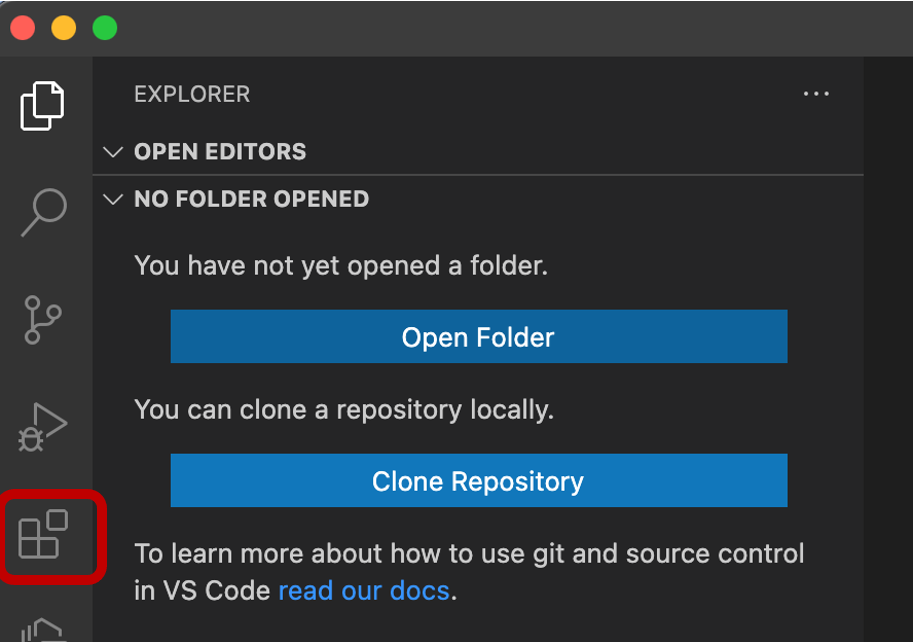 EXPLORER
OPEN EDITORS
NO FOLDER OPENED
You have not yet opened a folder.
Open Folder
You can clone a repository locally.
Clone Repository
To learn more about how to use git and source control
in VS Code read our docs.